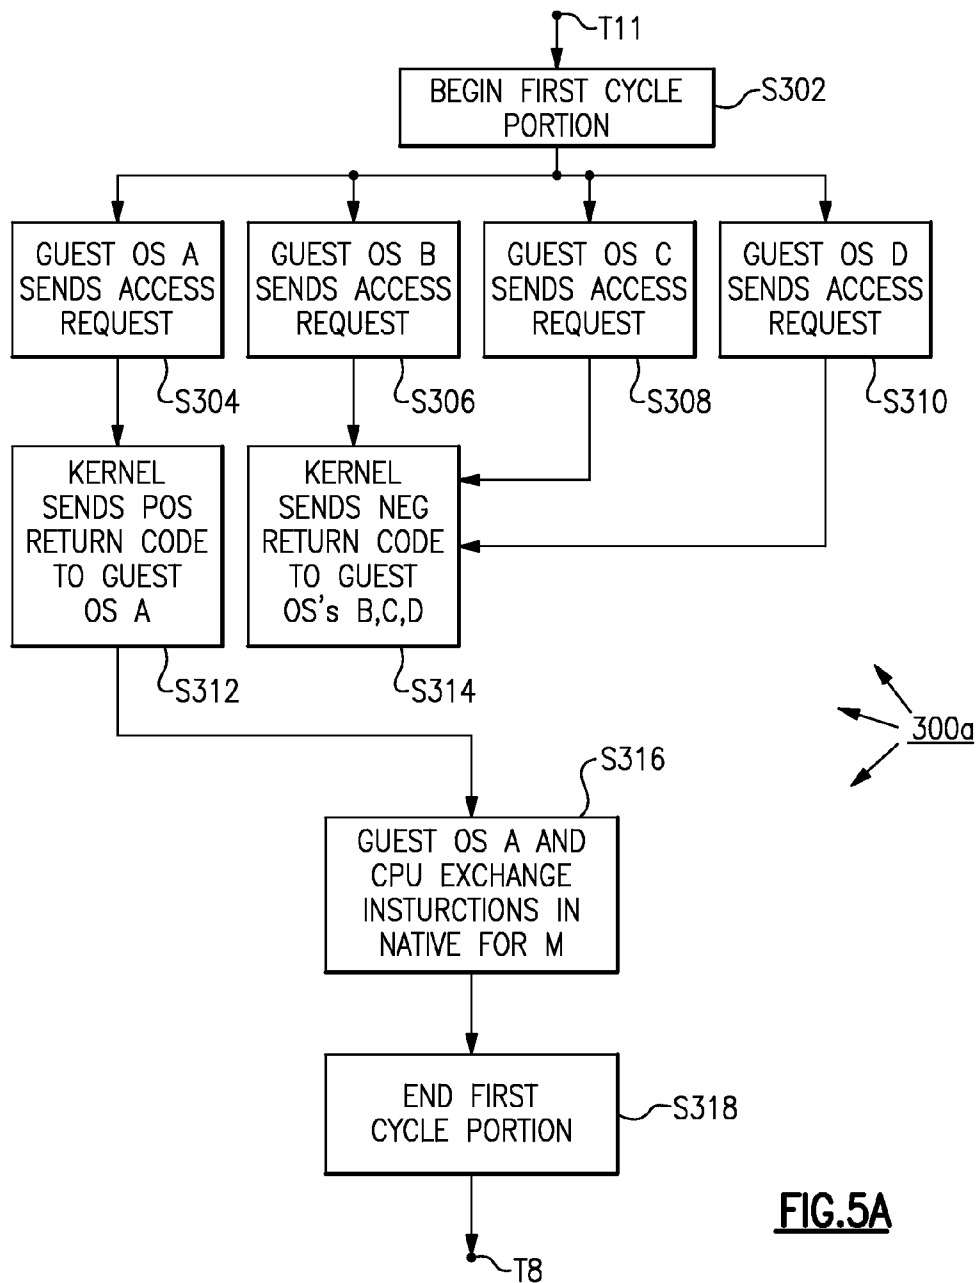 T11
BEGIN FIRST CYCLE
PORTION
S302
GUEST OS A
SENDS ACCESS
REQUEST
S304
GUEST OS B
SENDS ACCESS
REQUEST
S306
GUEST OS C
SENDS ACCESS
REQUEST
S308
GUEST OS D
SENDS ACCESS
REQUEST
S310
KERNEL
SENDS POS
RETURN CODE
TO GUEST
OS A
S312
KERNEL
SENDS NEG
RETURN CODE
TO GUEST
OS's B,C,D
S314
300a
S316
GUEST OS A AND
CPU EXCHANGE
INSTURCTIONS IN
NATIVE FOR M
END FIRST
CYCLE PORTION
S318
T8
FIG.5A